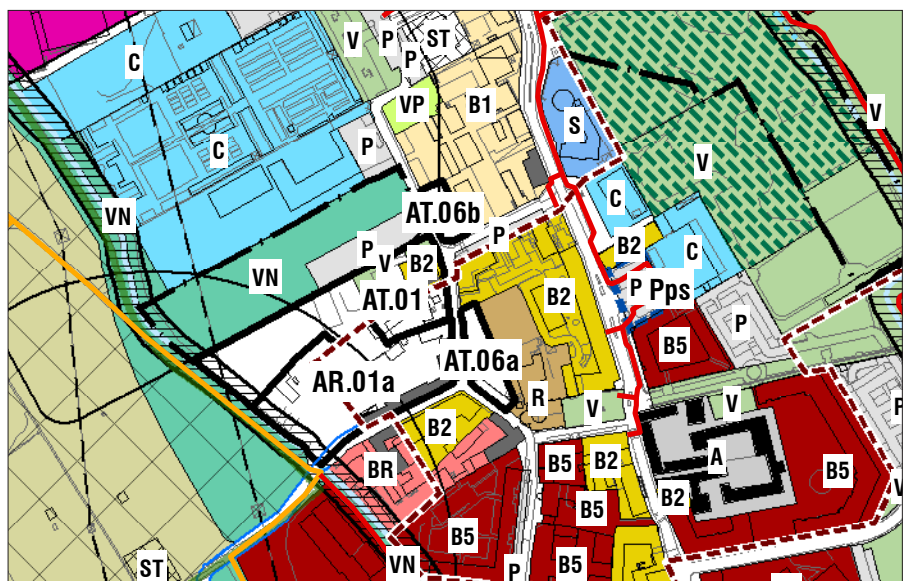 C
V
P
ST
P
V
VP
B1
C
P
S
V
VN
AT.06b
C
P
P
V
B2
B2
C
VN
AT.01
B2
P
Pps
P
AT.06a
B5
AR.01a
R
V
V
B2
BR
B5
B2
A
B5
B2
B5
B5
V
ST
VN
P
B5